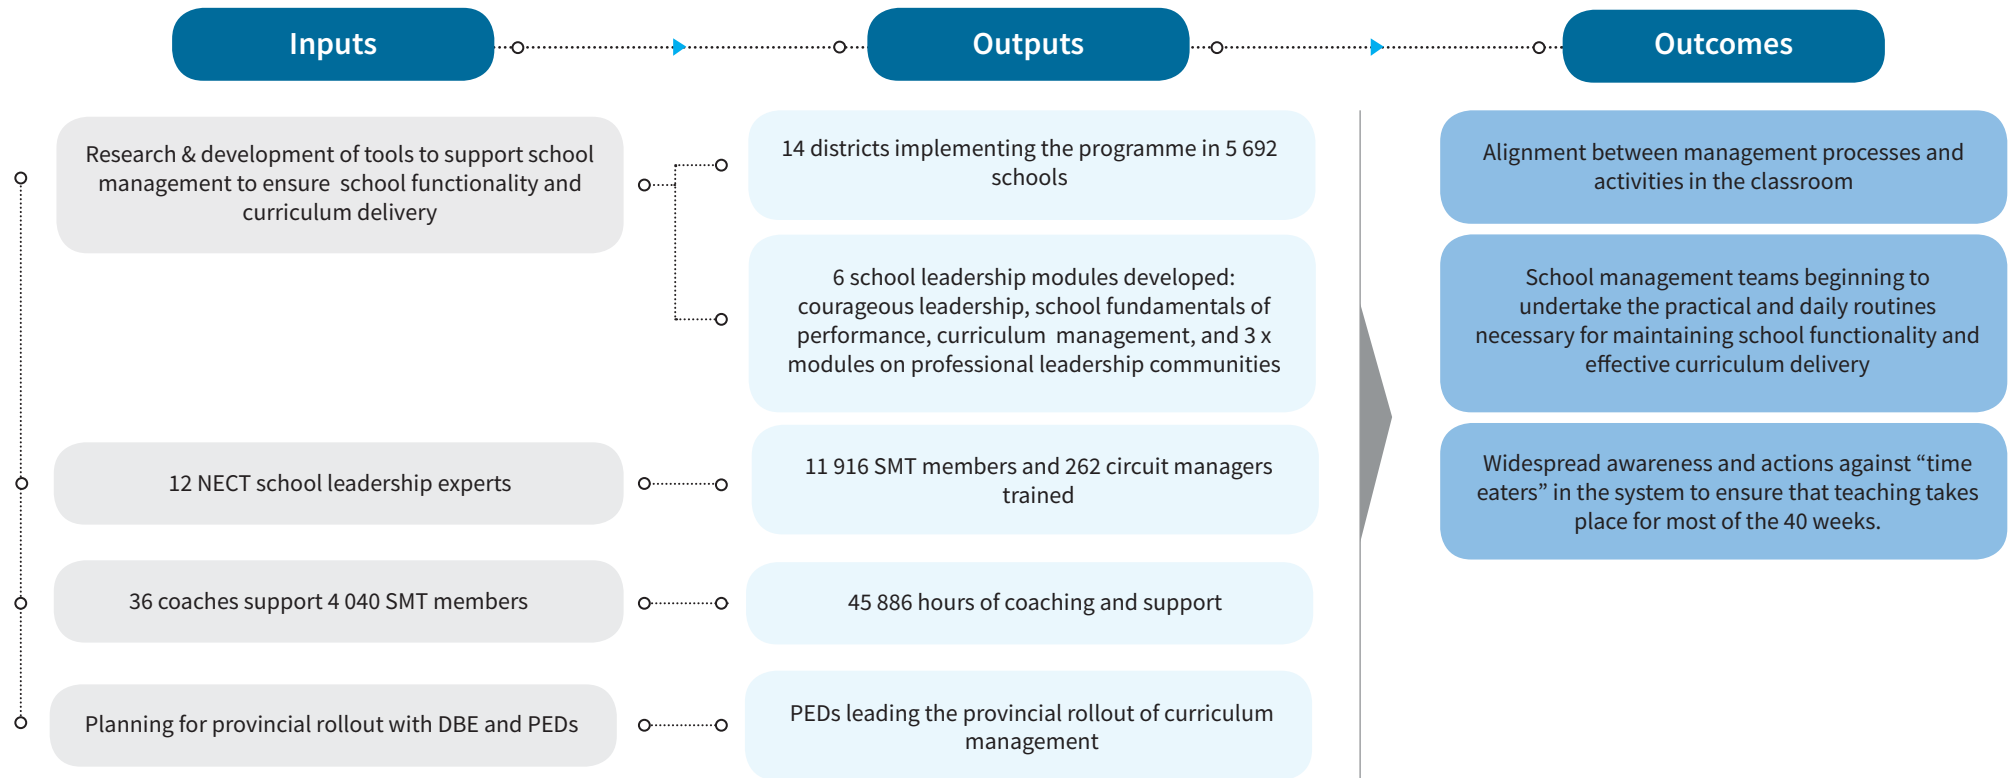 Inputs
Outputs
Outcomes
Research & development of tools to support school
management to ensure school functionality and
curriculum delivery
14 districts implementing the programme in 5 692
schools
6 school leadership modules developed:
courageous leadership, school fundamentals of
performance, curriculum management, and 3 x
modules on professional leadership communities
12 NECT school leadership experts
11 916 SMT members and 262 circuit managers
trained
36 coaches support 4 040 SMT members
45 886 hours of coaching and support
Planning for provincial rollout with DBE and PEDs
PEDs leading the provincial rollout of curriculum
management
Alignment between management processes and
activities in the classroom
School management teams beginning to
undertake the practical and daily routines
necessary for maintaining school functionality and
effective curriculum delivery
Widespread awareness and actions against “time
eaters” in the system to ensure that teaching takes
place for most of the 40 weeks.